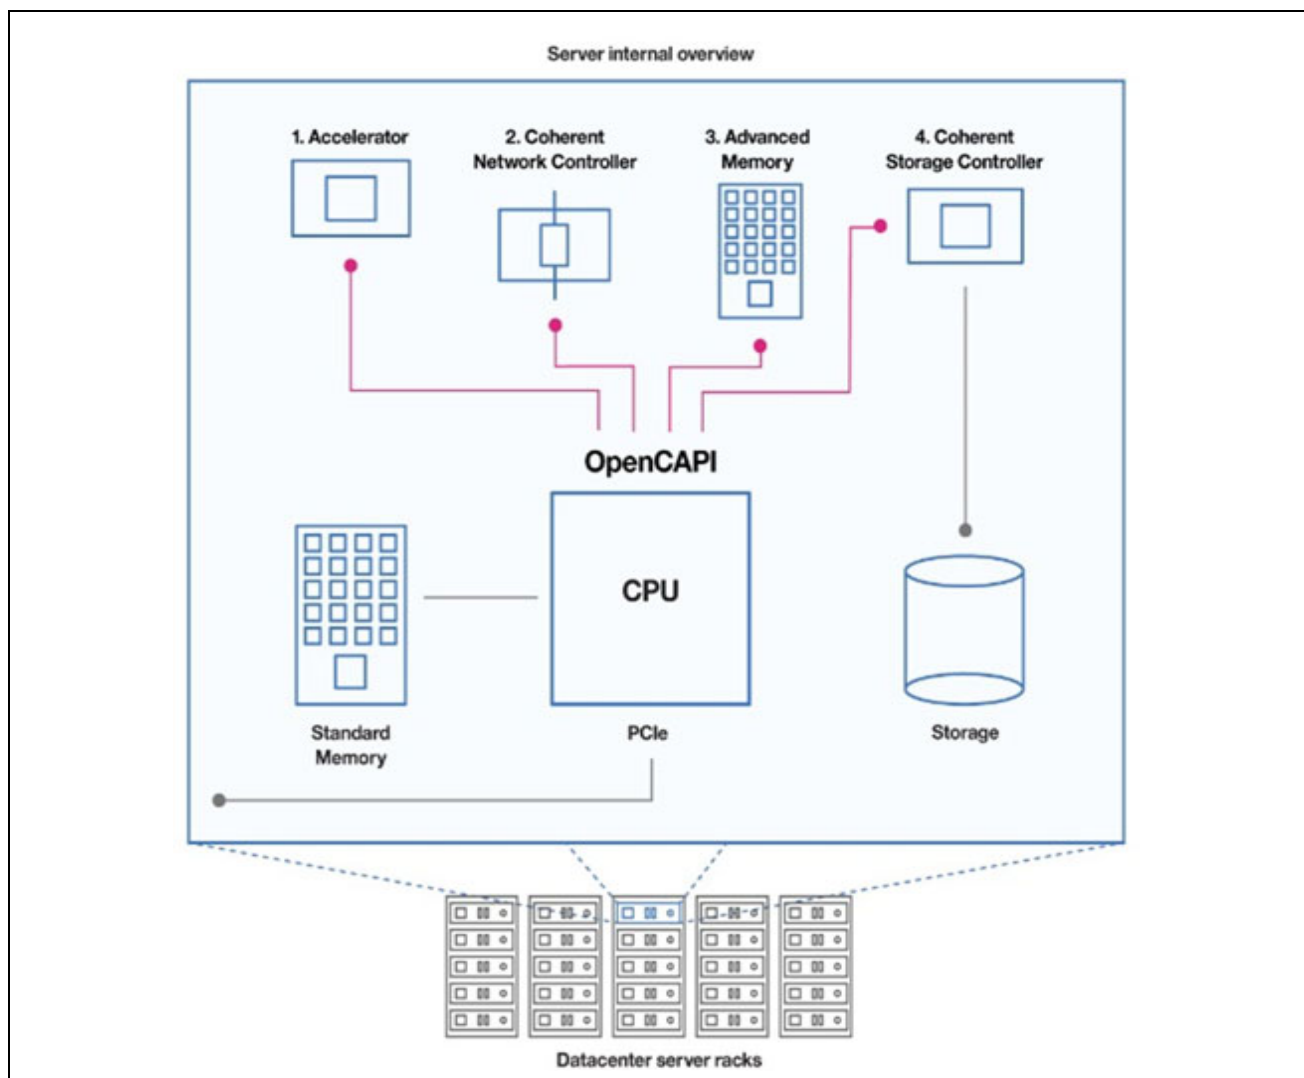 Server internal overview
1. Accelerator
2. Coherent
Network Controller
3. Advanced
Memory
4. Coherent
Storage Controller
OpenCAPI
CPU
Standard
Memory
PCIe
Storage
Datacenter server racks